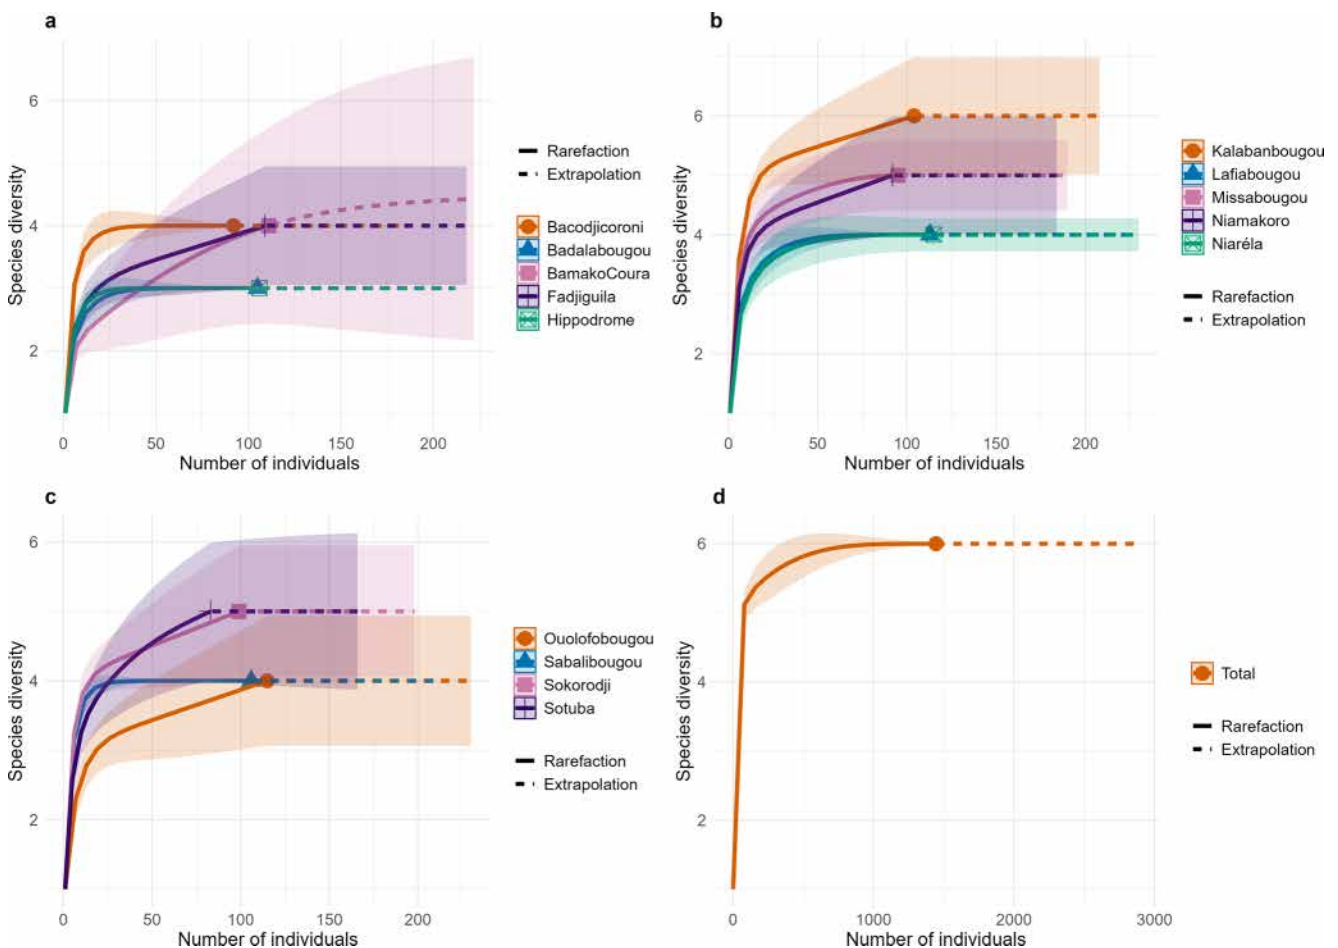 a
Species diversity
6
4
2
0 50 100 150 200
Number of individuals
Rarefaction
Extrapolation
Bacodjicoroni
Badalabougou
BamakoCoura
Fadjiguila
Hippodrome
b
Species diversity
6
4
2
0 50 100 150 200
Number of individuals
Kalabanbougou
Lafiabougou
Missabougou
Niamakoro
Niaréla
Rarefaction
Extrapolation
c
Species diversity
6
4
2
0 50 100 150 200
Number of individuals
Ouolofobougou
Sabalibougou
Sokorodji
Sotuba
Rarefaction
Extrapolation
d
Species diversity
6
4
2
0 1000 2000 3000
Number of individuals
Total
Rarefaction
Extrapolation